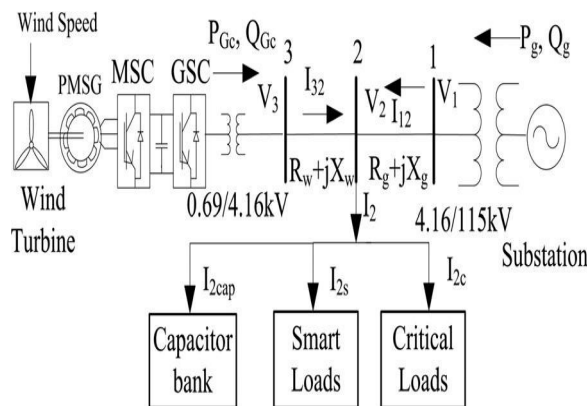 Wind Speed
PMSG
MSC
GSC
P_Gc, Q_Gc
3
2
1
P_g, Q_g
I_32
V_3
V_2
I_12
V_1
R_w+jX_w
R_g+jX_g
Wind
Turbine
0.69/4.16kV
I_2
4.16/115kV
Substation
I_2cap
I_2s
I_2c
Capacitor
bank
Smart
Loads
Critical
Loads